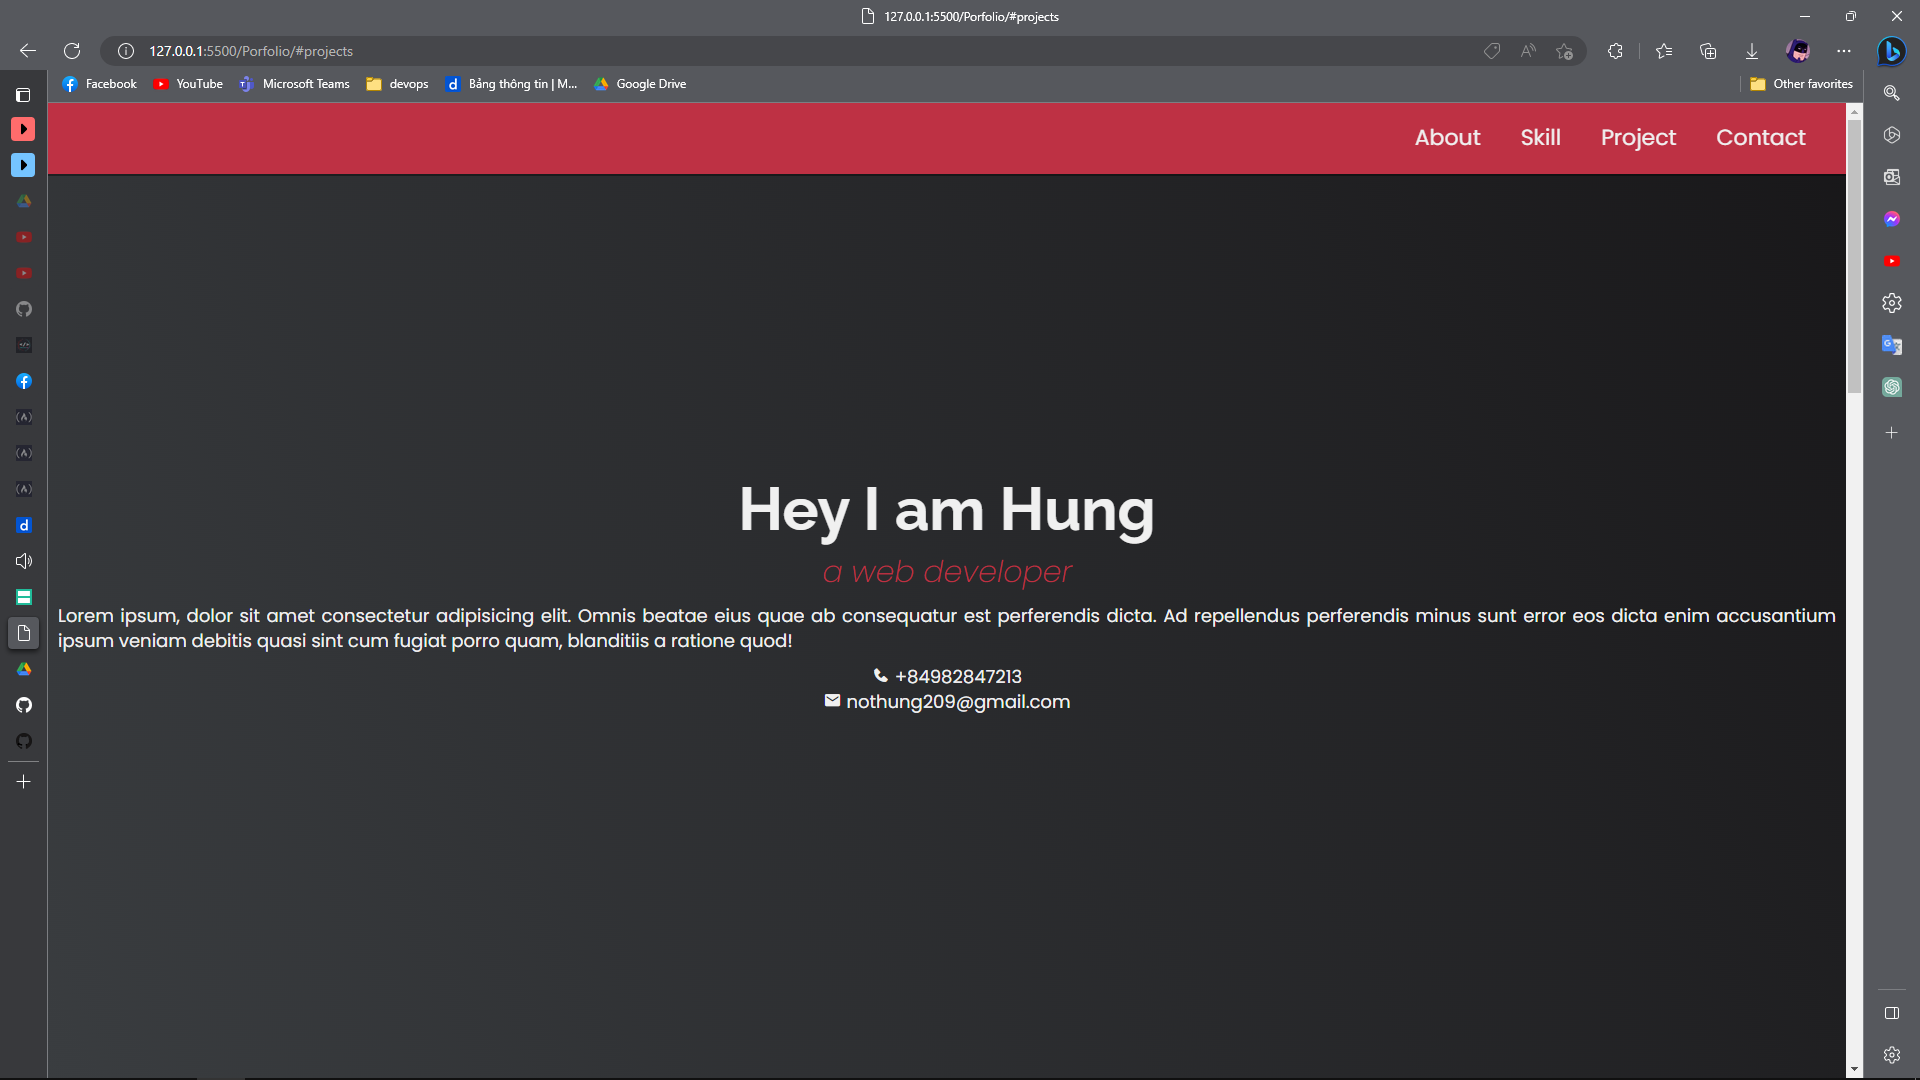 127.0.0.1:5500/Porfolio/#projects
127.0.0.1:5500/Porfolio/#projects
Facebook YouTube Microsoft Teams devops Bảng thông tin | M... Google Drive Other favorites
About Skill Project Contact
Hey I am Hung
a web developer
Lorem ipsum, dolor sit amet consectetur adipisicing elit. Omnis beatae eius quae ab consequatur est perferendis dicta. Ad repellendus perferendis minus sunt error eos dicta enim accusantium
ipsum veniam debitis quasi sint cum fugiat porro quam, blanditiis a ratione quod!
+84982847213
nothung209@gmail.com